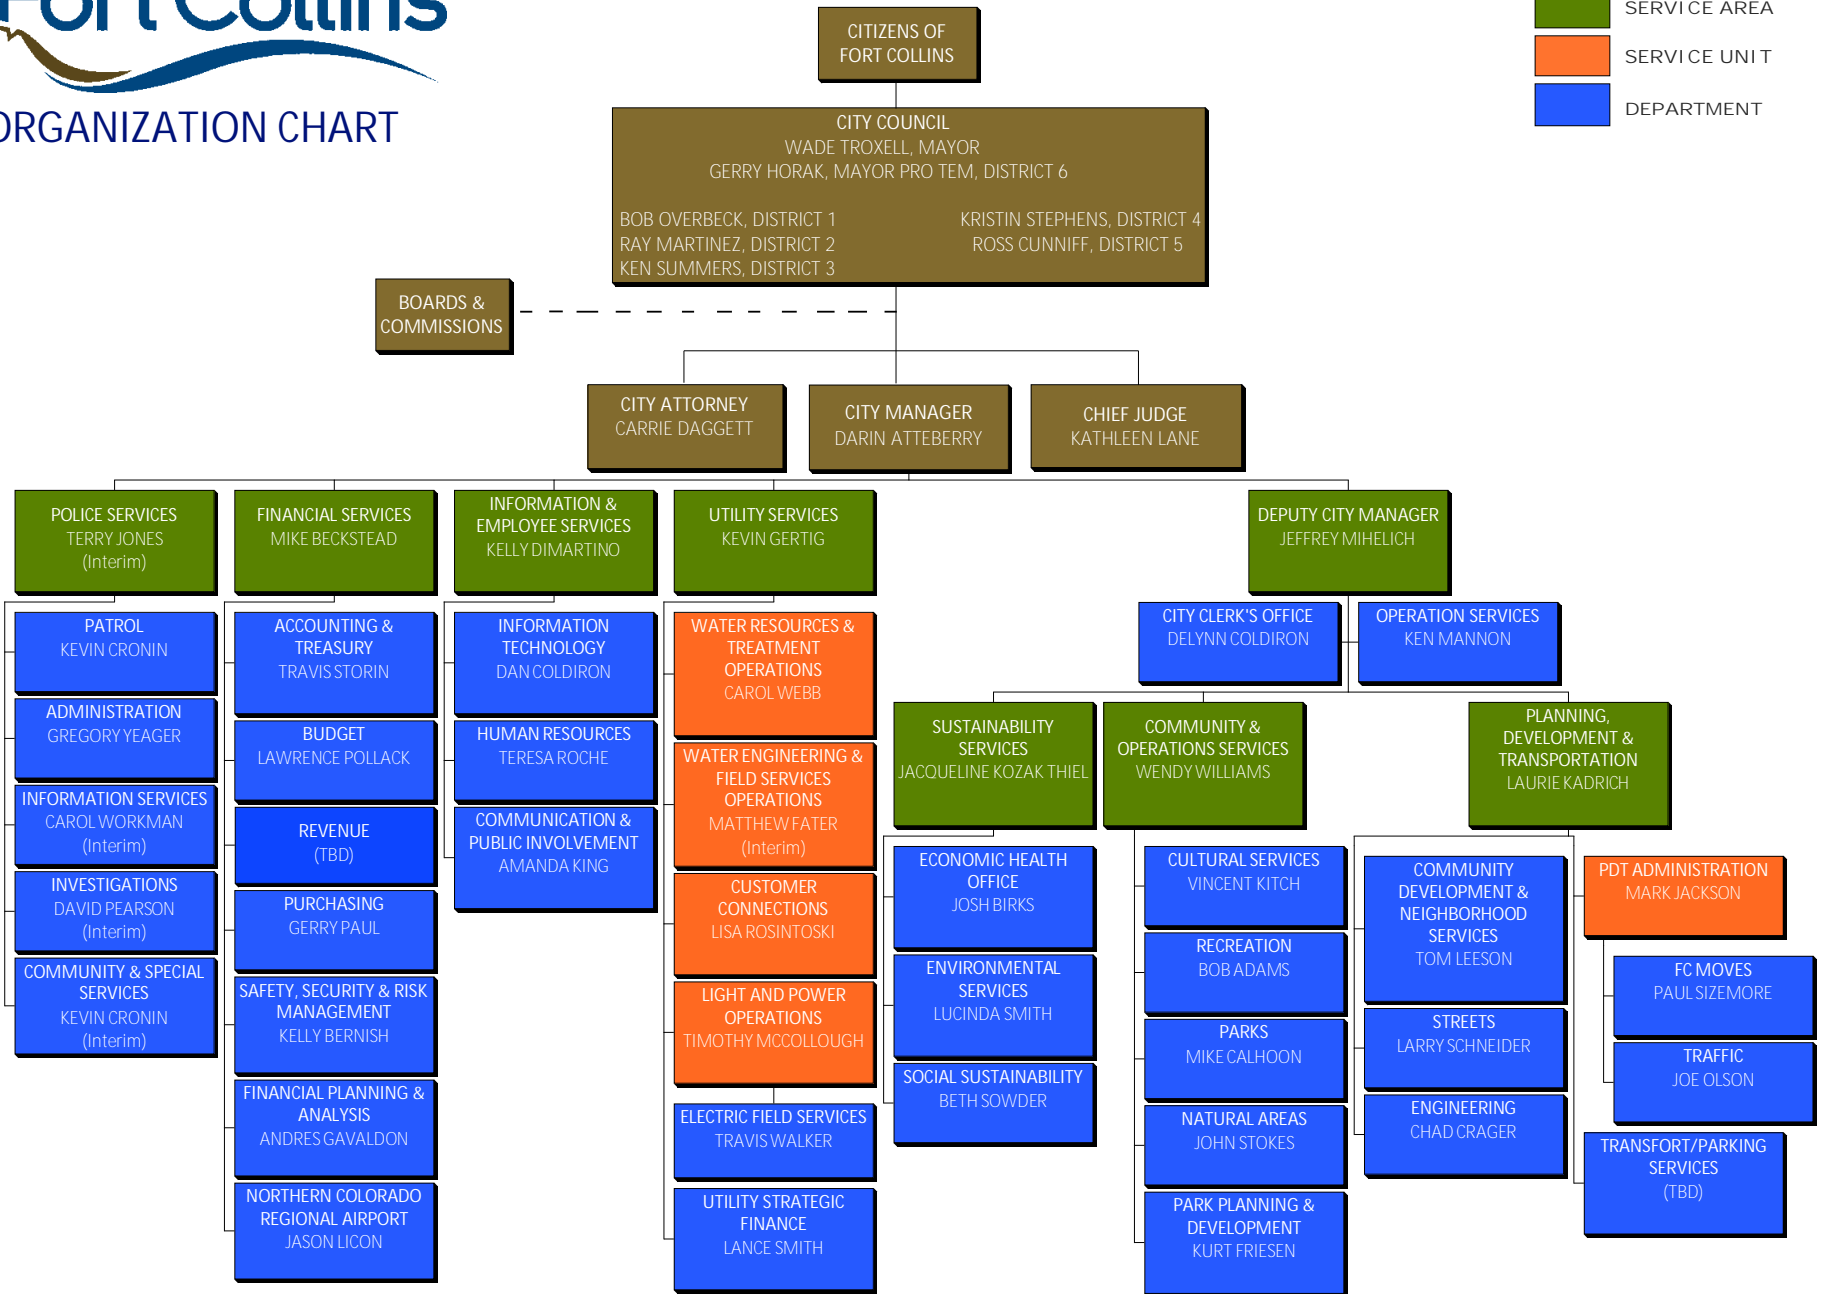 Fort Collins
ORGANIZATION CHART
SERVICE AREA
SERVICE UNIT
DEPARTMENT
CITIZENS OF
FORT COLLINS
CITY COUNCIL
WADE TROXELL, MAYOR
GERRY HORAK, MAYOR PRO TEM, DISTRICT 6
BOB OVERBECK, DISTRICT 1
RAY MARTINEZ, DISTRICT 2
KEN SUMMERS, DISTRICT 3
KRISTIN STEPHENS, DISTRICT 4
ROSS CUNNIFF, DISTRICT 5
BOARDS &
COMMISSIONS
CITY ATTORNEY
CARRIE DAGGETT
CITY MANAGER
DARIN ATTEBERRY
CHIEF JUDGE
KATHLEEN LANE
POLICE SERVICES
TERRY JONES
(Interim)
PATROL
KEVIN CRONIN
ADMINISTRATION
GREGORY YEAGER
INFORMATION SERVICES
CAROL WORKMAN
(Interim)
INVESTIGATIONS
DAVID PEARSON
(Interim)
COMMUNITY & SPECIAL
SERVICES
KEVIN CRONIN
(Interim)
FINANCIAL SERVICES
MIKE BECKSTEAD
ACCOUNTING &
TREASURY
TRAVIS STORIN
BUDGET
LAWRENCE POLLACK
REVENUE
(TBD)
PURCHASING
GERRY PAUL
SAFETY, SECURITY & RISK
MANAGEMENT
KELLY BERNISH
FINANCIAL PLANNING &
ANALYSIS
ANDRES GAVALDON
NORTHERN COLORADO
REGIONAL AIRPORT
JASON LICON
INFORMATION &
EMPLOYEE SERVICES
KELLY DIMARTINO
INFORMATION
TECHNOLOGY
DAN COLDIRON
HUMAN RESOURCES
TERESA ROCHE
COMMUNICATION &
PUBLIC INVOLVEMENT
AMANDA KING
UTILITY SERVICES
KEVIN GERTIG
WATER RESOURCES &
TREATMENT
OPERATIONS
CAROL WEBB
WATER ENGINEERING &
FIELD SERVICES
OPERATIONS
MATTHEW FATER
(Interim)
CUSTOMER
CONNECTIONS
LISA ROSINTOSKI
LIGHT AND POWER
OPERATIONS
TIMOTHY MCCOLLOUGH
ELECTRIC FIELD SERVICES
TRAVIS WALKER
UTILITY STRATEGIC
FINANCE
LANCE SMITH
DEPUTY CITY MANAGER
JEFFREY MIHELICH
CITY CLERK'S OFFICE
DELYNN COLDIRON
OPERATION SERVICES
KEN MANNON
SUSTAINABILITY
SERVICES
JACQUELINE KOZAK THIEL
ECONOMIC HEALTH
OFFICE
JOSH BIRKS
ENVIRONMENTAL
SERVICES
LUCINDA SMITH
SOCIAL SUSTAINABILITY
BETH SOWDER
COMMUNITY &
OPERATIONS SERVICES
WENDY WILLIAMS
CULTURAL SERVICES
VINCENT KITCH
RECREATION
BOB ADAMS
PARKS
MIKE CALHOON
NATURAL AREAS
JOHN STOKES
PARK PLANNING &
DEVELOPMENT
KURT FRIESEN
PLANNING,
DEVELOPMENT &
TRANSPORTATION
LAURIE KADRICH
COMMUNITY
DEVELOPMENT &
NEIGHBORHOOD
SERVICES
TOM LEESON
STREETS
LARRY SCHNEIDER
ENGINEERING
CHAD CRAGER
PDT ADMINISTRATION
MARK JACKSON
FC MOVES
PAUL SIZEMORE
TRAFFIC
JOE OLSON
TRANSFORT/PARKING
SERVICES
(TBD)